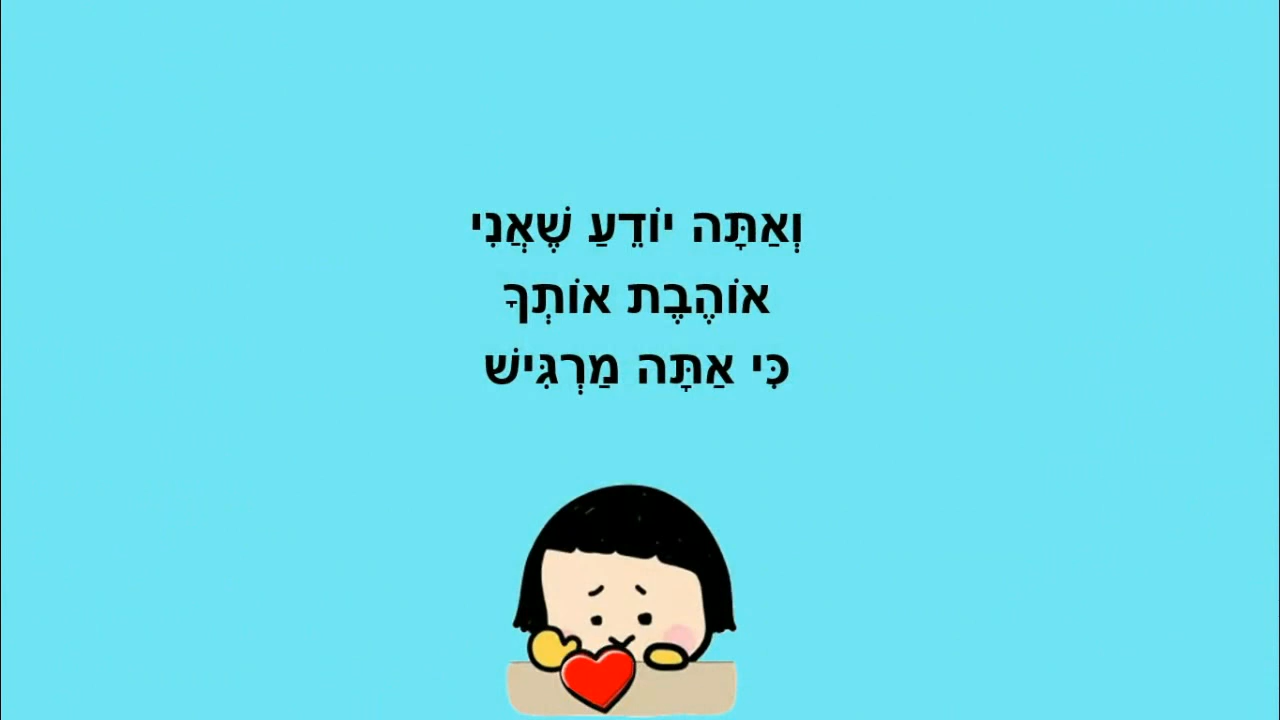 וְאַתָּה יוֹדֵעַ שֶׁאֲנִי
אוֹהֶבֶת אוֹתְךָ
כִּי אַתָּה מַרְגִּישׁ